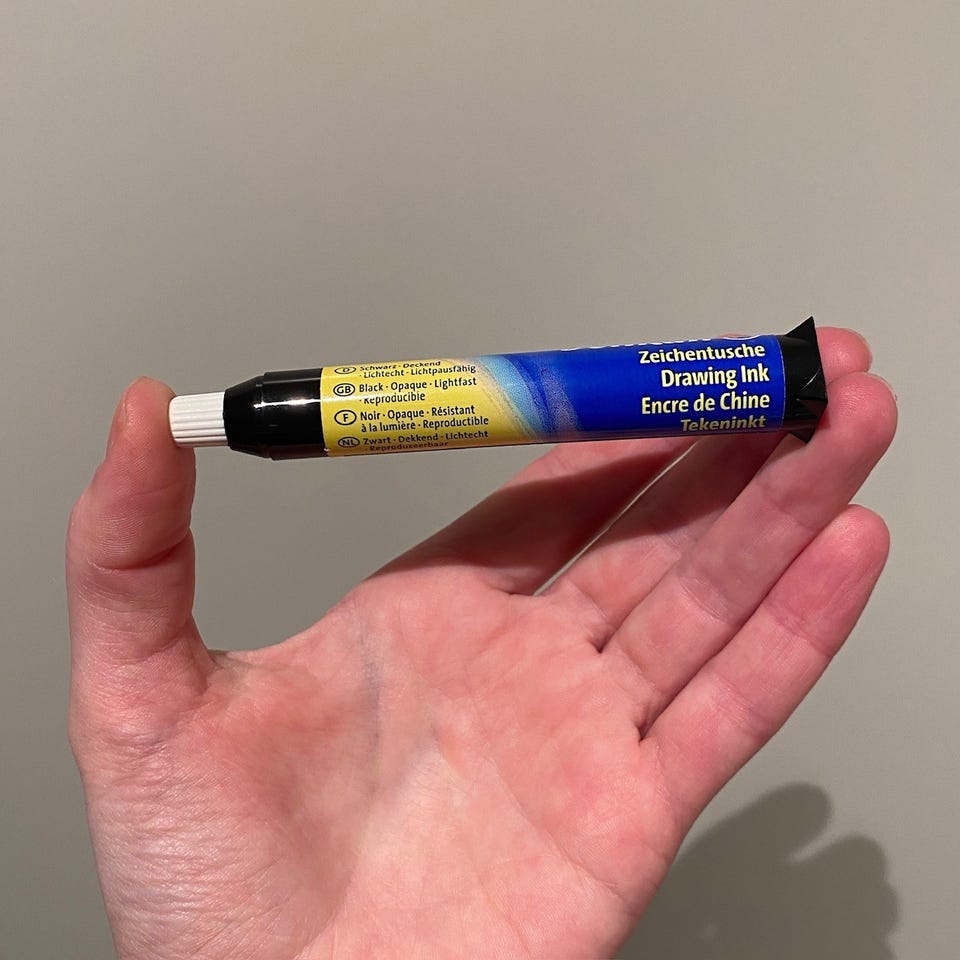 D Schwarz · Deckend
· Lichtecht · Lichtpausfähig
GB Black · Opaque · Lightfast
· Reproducible
F Noir · Opaque · Résistant
à la lumière · Reproductible
NL Zwart · Dekkend · Lichtecht
· Reproduseerbaar
Zeichentusche
Drawing Ink
Encre de Chine
Tekeninkt